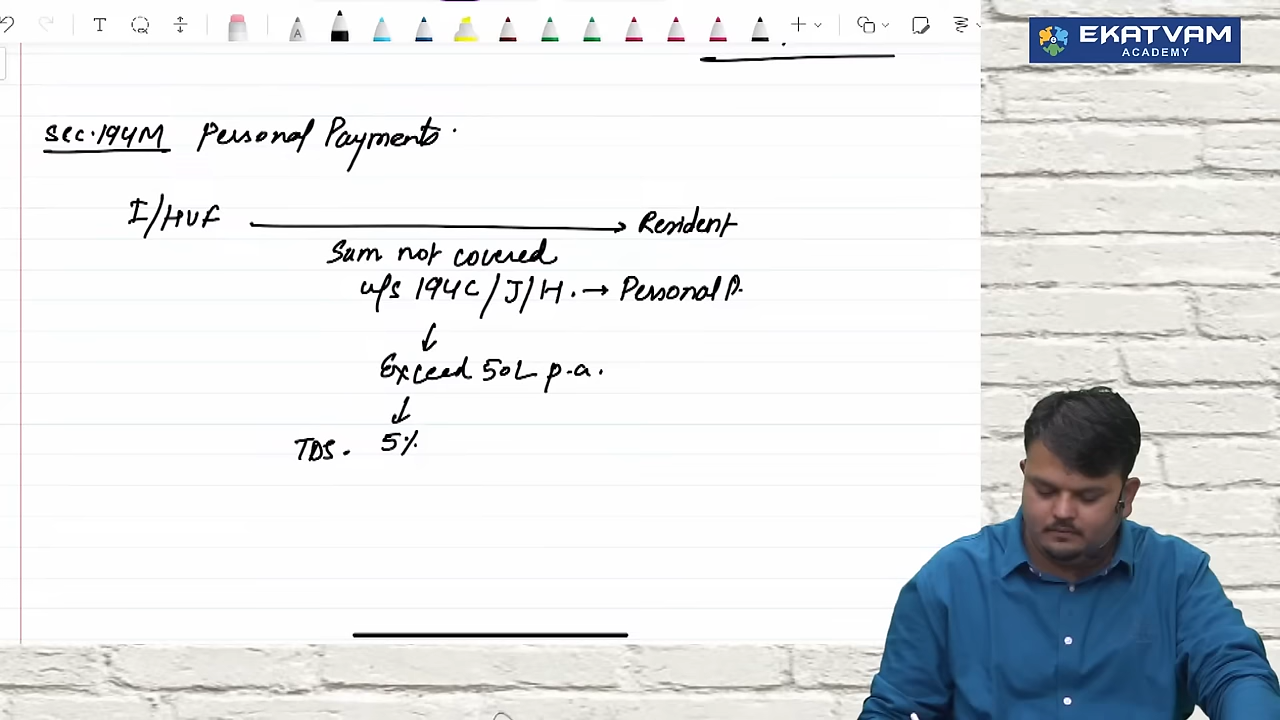 EKATVAM
ACADEMY
Sec.194M Personal Payments.
I/HUF → Resident
Sum not covered
u/s 194C/J/H. → Personal P.
↓
Exceed 50L p.a.
↓
TDS. 5%